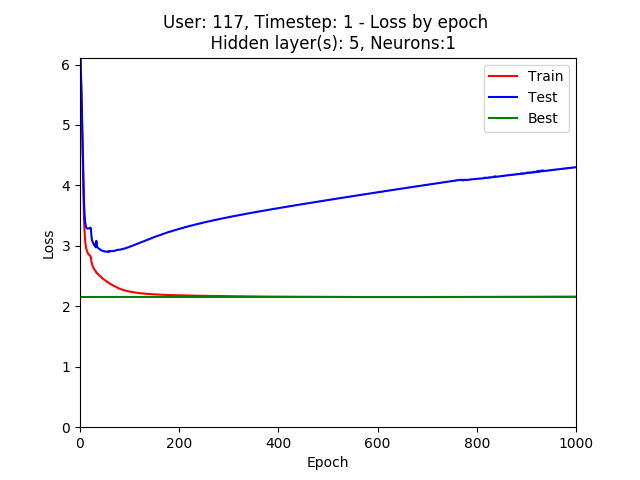 User: 117, Timestep: 1 - Loss by epoch
Hidden layer(s): 5, Neurons:1
Train
Test
Best
6
5
4
3
2
1
0
Loss
0 200 400 600 800 1000
Epoch